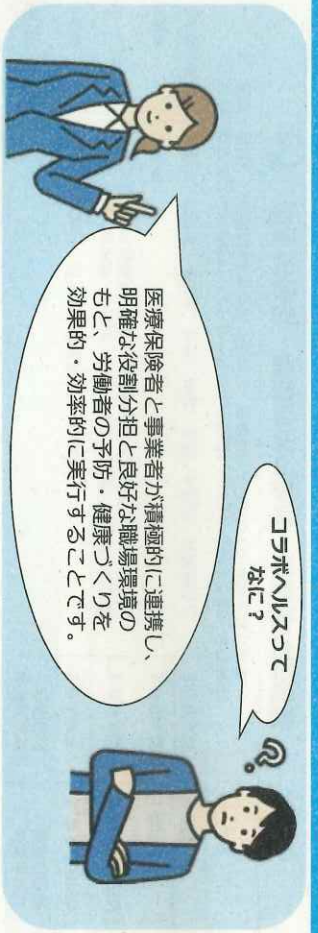 コラボヘルスって
なに？
?
医療保険者と事業者が積極的に連携し、
明確な役割分担と良好な職場環境の
もと、労働者の予防・健康づくりを
効果的・効率的に実行することです。